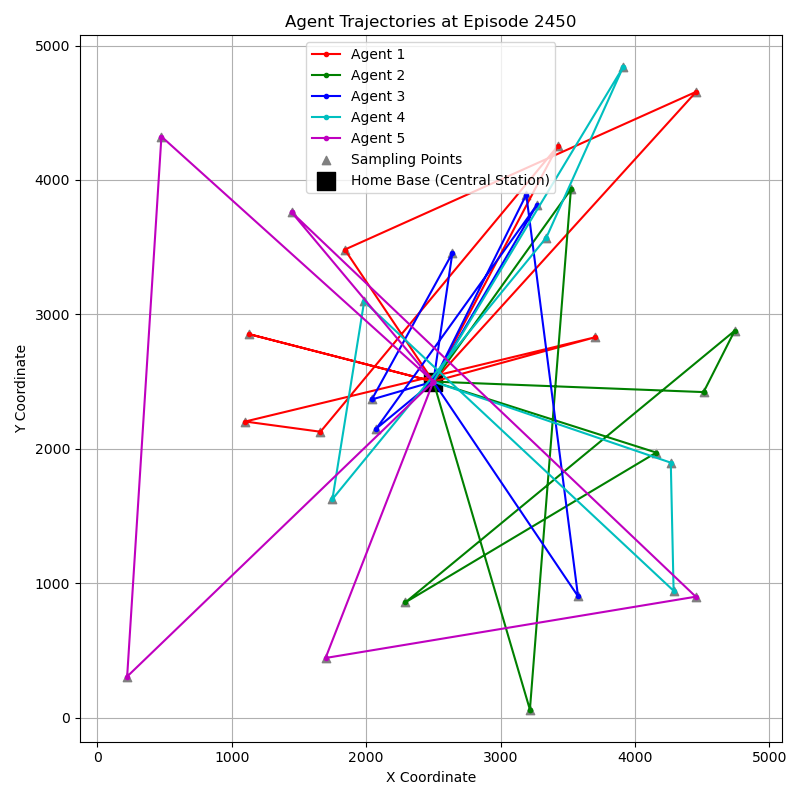 Agent Trajectories at Episode 2450
Agent 1
Agent 2
Agent 3
Agent 4
Agent 5
Sampling Points
Home Base (Central Station)
Y Coordinate
5000
4000
3000
2000
1000
0
0 1000 2000 3000 4000 5000
X Coordinate